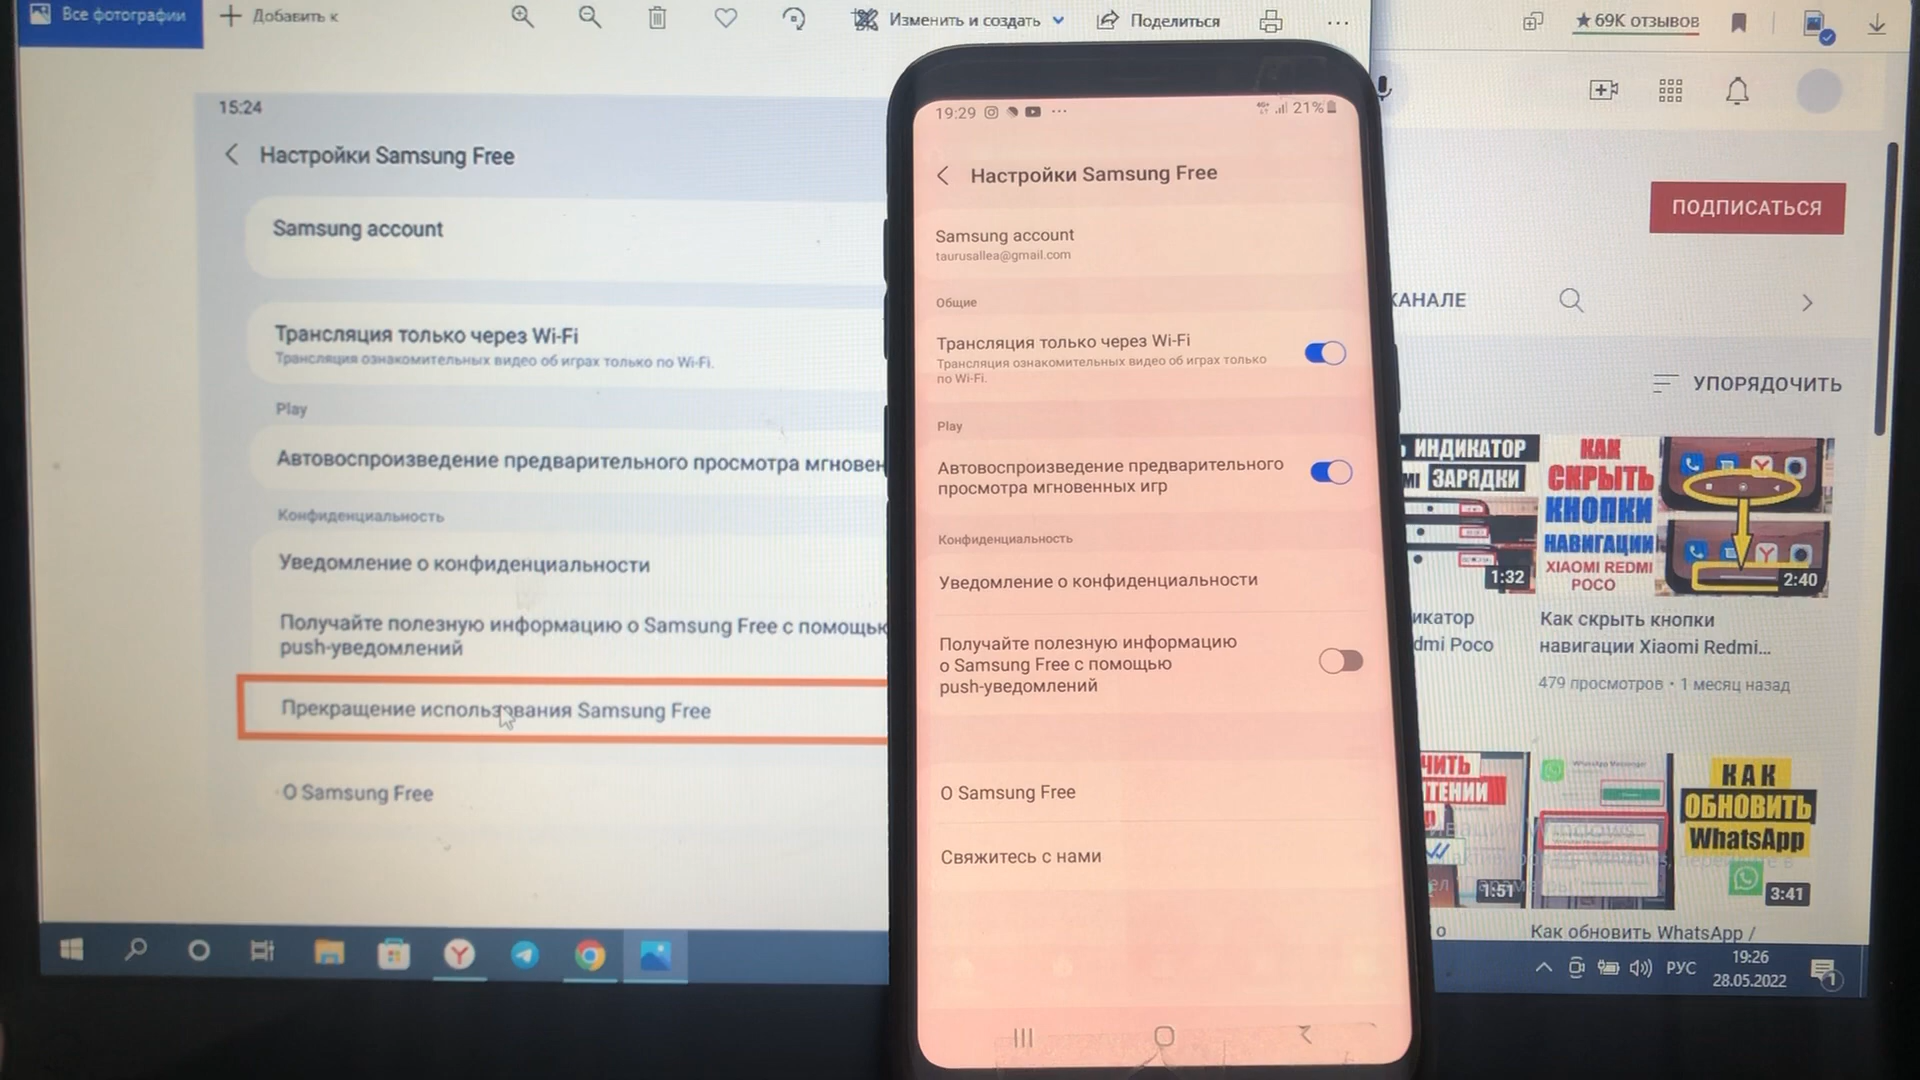 Все фотографии
Добавить к
Изменить и создать
Поделиться
15:24
Настройки Samsung Free
Samsung account
Трансляция только через Wi-Fi
Трансляция ознакомительных видео об играх только по Wi-Fi.
Play
Автовоспроизведение предварительного просмотра мгновен
Конфиденциальность
Уведомление о конфиденциальности
Получайте полезную информацию о Samsung Free с помощью
push-уведомлений
Прекращение использования Samsung Free
О Samsung Free
19:29
21%
Настройки Samsung Free
Samsung account
taurusallea@gmail.com
Общие
Трансляция только через Wi-Fi
Трансляция ознакомительных видео об играх только
по Wi-Fi.
Play
Автовоспроизведение предварительного
просмотра мгновенных игр
Конфиденциальность
Уведомление о конфиденциальности
Получайте полезную информацию
о Samsung Free с помощью
push-уведомлений
О Samsung Free
Свяжитесь с нами
★ 69K отзывов
ПОДПИСАТЬСЯ
КАНАЛЕ
УПОРЯДОЧИТЬ
ИНДИКАТОР
MI ЗАРЯДКИ
1:32
КАК
СКРЫТЬ
КНОПКИ
НАВИГАЦИИ
XIAOMI REDMI
POCO
2:40
икатор
dmi Poco
Как скрыть кнопки
навигации Xiaomi Redmi...
479 просмотров • 1 месяц назад
ЧИТЬ
ТЕНИИ
1:51
КАК
ОБНОВИТЬ
WhatsApp
3:41
Как обновить WhatsApp /
РУС
19:26
28.05.2022
1